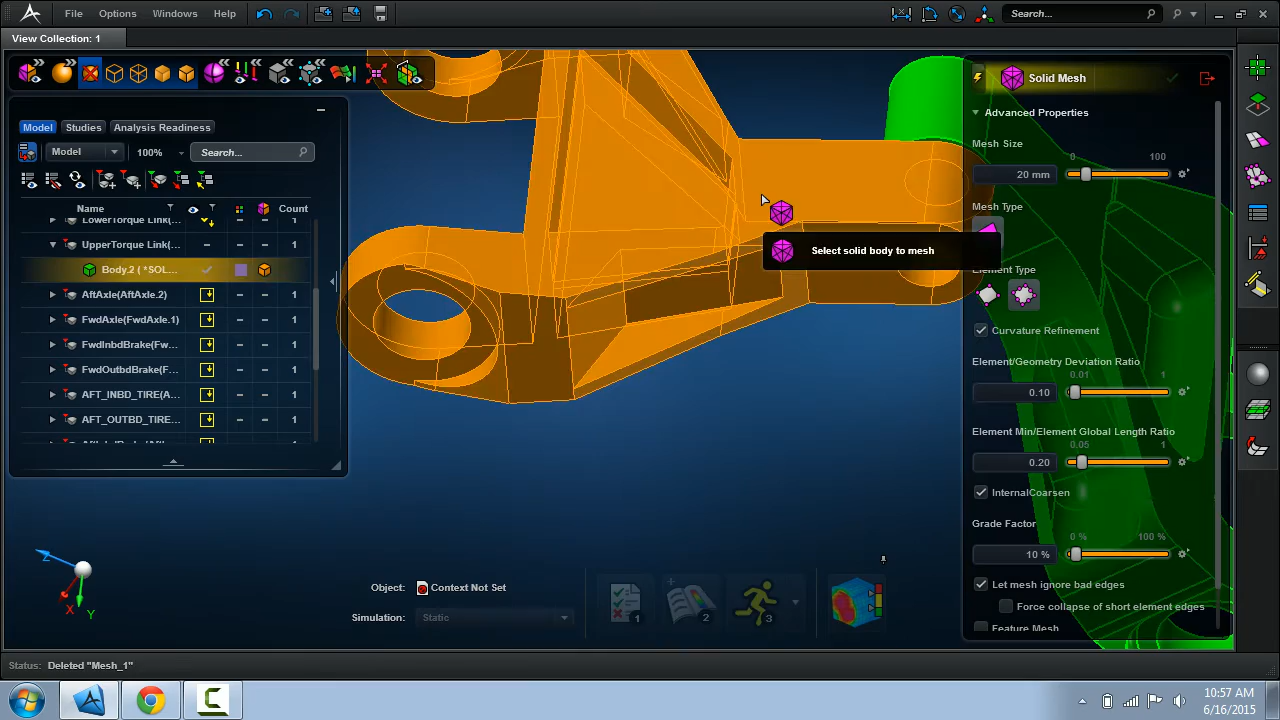 File Options Windows Help Search...
View Collection: 1
Solid Mesh
Advanced Properties
Mesh Size
0 100
20 mm
Mesh Type
Element Type
Curvature Refinement
Element/Geometry Deviation Ratio
0.01 1
0.10
Element Min/Element Global Length Ratio
0.05 1
0.20
InternalCoarsen
Grade Factor
0 % 100 %
10 %
Let mesh ignore bad edges
Force collapse of short element edges
Feature Mesh
Model Studies Analysis Readiness
Model 100% Search...
Name Count
LowerTorque Link(...
UpperTorque Link(...
Body.2 ( *SOL...
AftAxle(AftAxle.2) 1
FwdAxle(FwdAxle.1) 1
FwdInbdBrake(Fw... 1
FwdOutbdBrake(F... 1
AFT_INBD_TIRE(A... 1
AFT_OUTBD_TIRE... 1
Select solid body to mesh
Z
X
Y
Object: Context Not Set
Simulation: Static
1 2 3
Status: Deleted "Mesh_1"
10:57 AM
6/16/2015